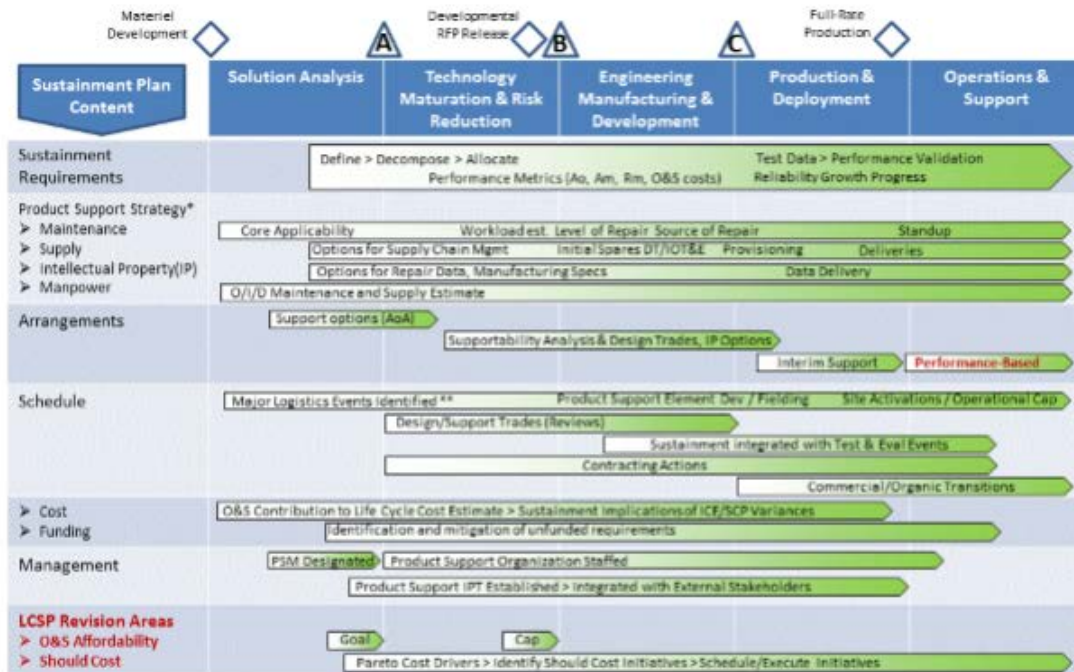 Materiel
Development
Developmental
RFP Release
Full-Rate
Production
A
B
C
Sustainment Plan
Content
Solution Analysis
Technology
Maturation & Risk
Reduction
Engineering
Manufacturing &
Development
Production &
Deployment
Operations &
Support
Sustainment
Requirements
Define > Decompose > Allocate
Test Data > Performance Validation
Performance Metrics (Ao, Am, Rm, O&S costs)
Reliability Growth Progress
Product Support Strategy*
➢ Maintenance
➢ Supply
➢ Intellectual Property(IP)
➢ Manpower
Core Applicability
Workload est. Level of Repair Source of Repair
Standup
Options for Supply Chain Mgmt
Initial Spares DT/IOT&E
Provisioning
Deliveries
Options for Repair Data, Manufacturing Specs
Data Delivery
O/I/D Maintenance and Supply Estimate
Arrangements
Support options (AoA)
Supportability Analysis & Design Trades, IP Options
Interim Support
Performance-Based
Schedule
Major Logistics Events Identified **
Product Support Element Dev / Fielding
Site Activations / Operational Cap
Design/Support Trades (Reviews)
Sustainment integrated with Test & Eval Events
Contracting Actions
Commercial/Organic Transitions
➢ Cost
➢ Funding
O&S Contribution to Life Cycle Cost Estimate > Sustainment Implications of ICE/SCP Variances
Identification and mitigation of unfunded requirements
Management
PSM Designated
Product Support Organization Staffed
Product Support IPT Established > Integrated with External Stakeholders
LCSP Revision Areas
➢ O&S Affordability
➢ Should Cost
Goal
Cap
Pareto Cost Drivers > Identify Should Cost Initiatives > Schedule/Execute Initiatives